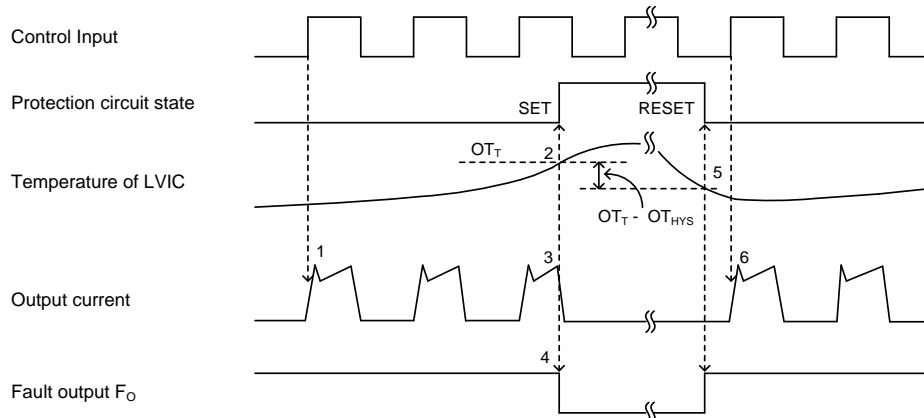 Control Input
Protection circuit state
SET
RESET
OT_T
2
5
Temperature of LVIC
OT_T - OT_HYS
1
3
6
Output current
4
Fault output F_O